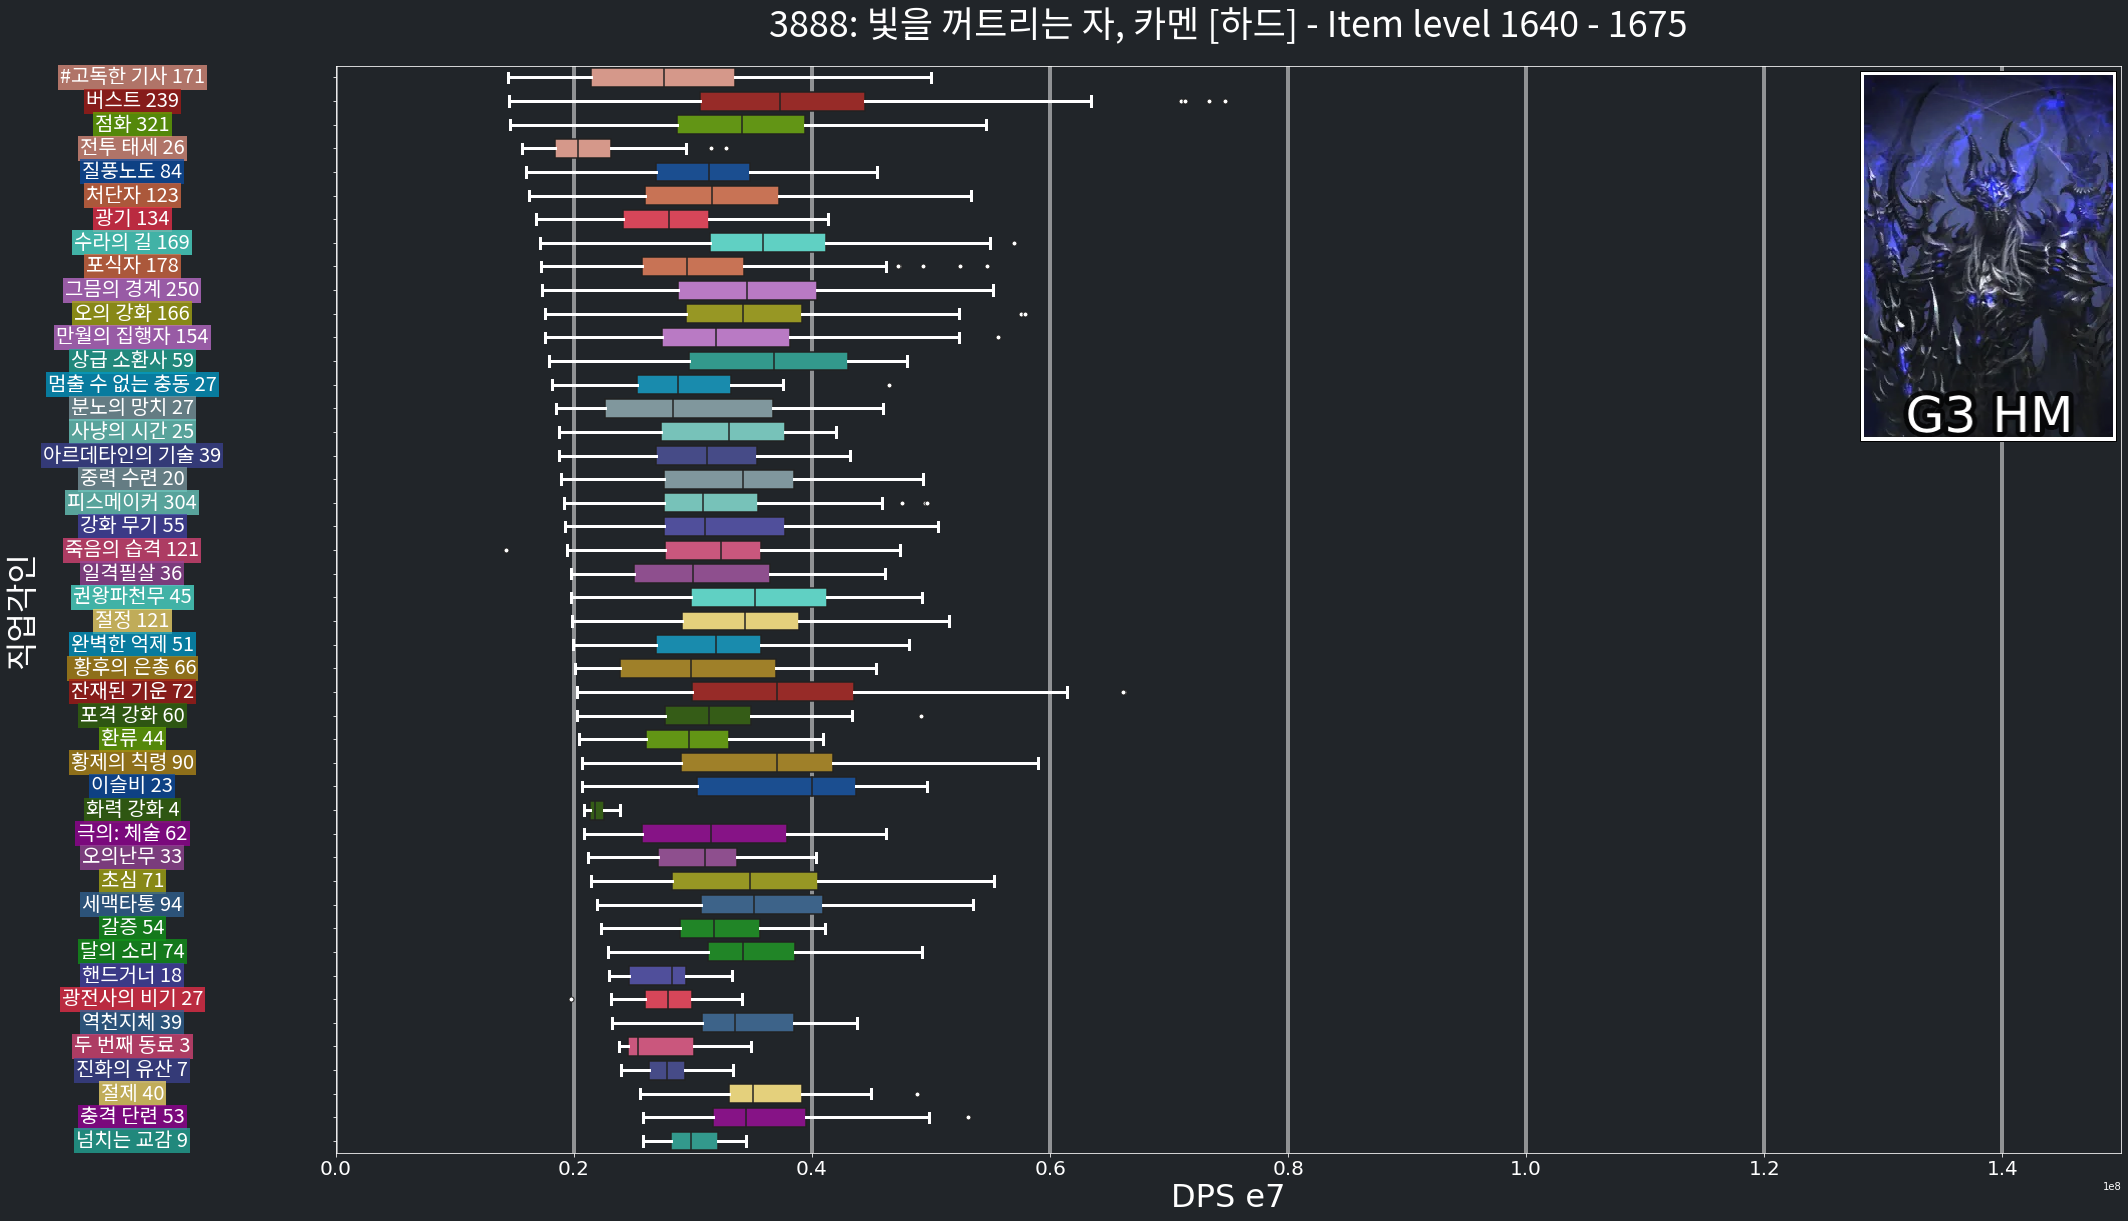 3888: 빛을 꺼트리는 자, 카멘 [하드] - Item level 1640 - 1675
#고독한 기사 171
버스트 239
점화 321
전투 태세 26
질풍노도 84
처단자 123
광기 134
수라의 길 169
포식자 178
그믐의 경계 250
오의 강화 166
만월의 집행자 154
상급 소환사 59
멈출 수 없는 충동 27
분노의 망치 27
사냥의 시간 25
아르데타인의 기술 39
중력 수련 20
피스메이커 304
강화 무기 55
죽음의 습격 121
일격필살 36
권왕파천무 45
절정 121
완벽한 억제 51
황후의 은총 66
잔재된 기운 72
포격 강화 60
환류 44
황제의 칙령 90
이슬비 23
화력 강화 4
극의: 체술 62
오의난무 33
초심 71
세맥타통 94
갈증 54
달의 소리 74
핸드거너 18
광전사의 비기 27
역천지체 39
두 번째 동료 3
진화의 유산 7
절제 40
충격 단련 53
넘치는 교감 9
직업각인
G3 HM
0.0 0.2 0.4 0.6 0.8 1.0 1.2 1.4
1e8
DPS e7